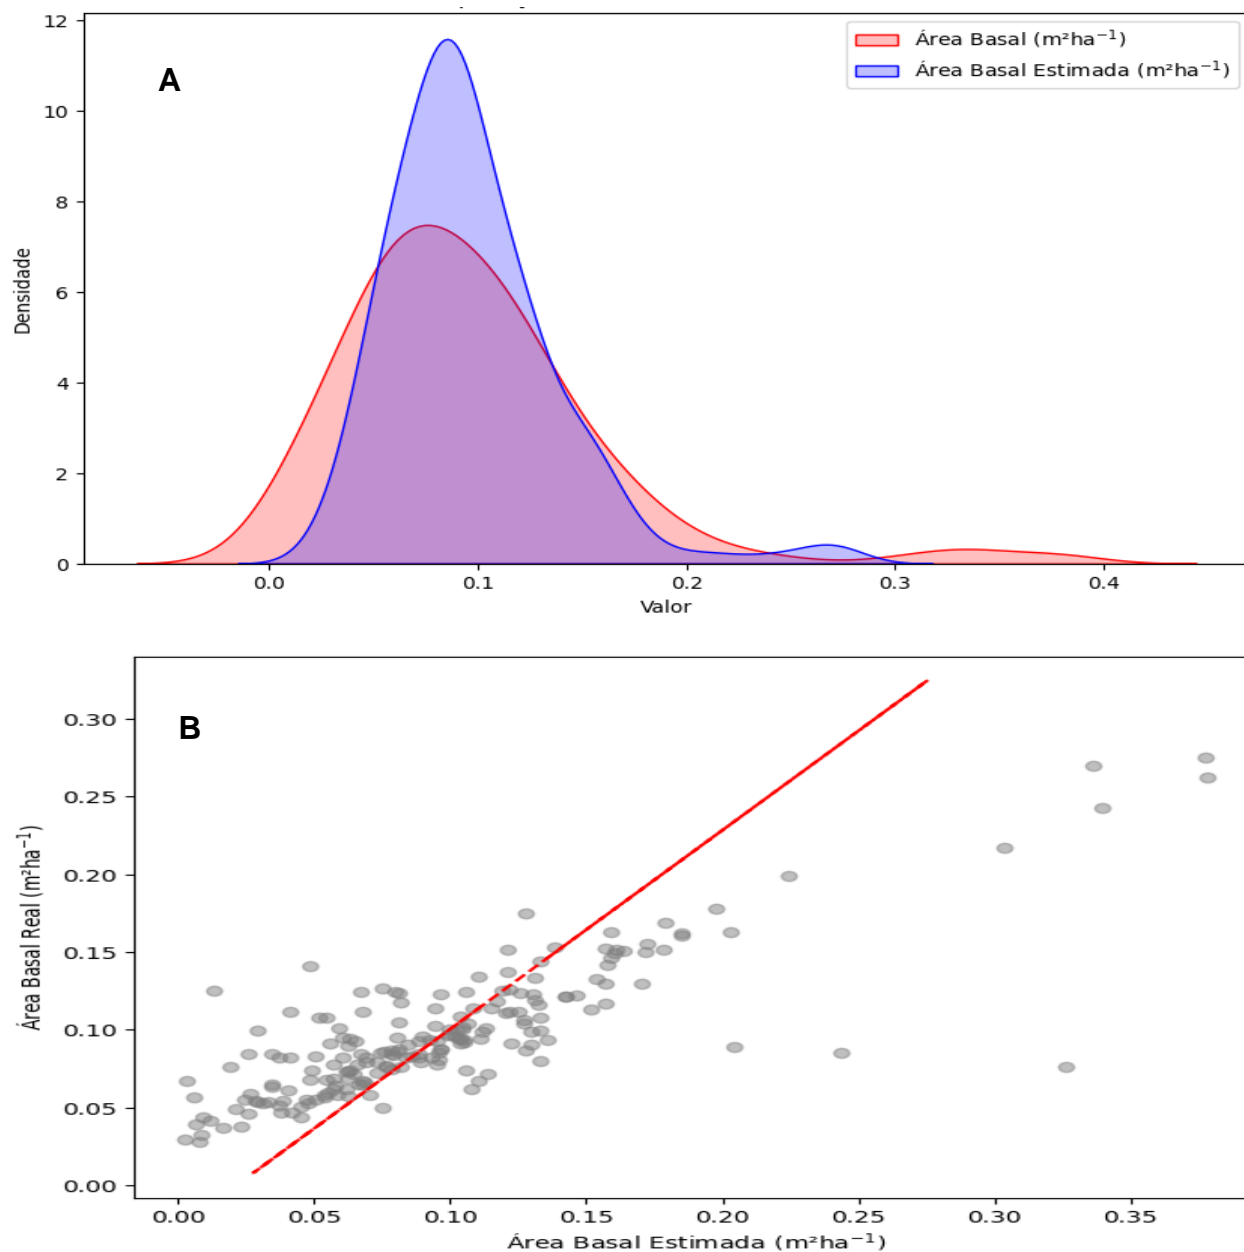 12
10
8
6
4
2
0
Densidade
A
Área Basal (m²ha⁻¹)
Área Basal Estimada (m²ha⁻¹)
0.0 0.1 0.2 0.3 0.4
Valor
0.30
0.25
0.20
0.15
0.10
0.05
0.00
Área Basal Real (m²ha⁻¹)
B
0.00 0.05 0.10 0.15 0.20 0.25 0.30 0.35
Área Basal Estimada (m²ha⁻¹)